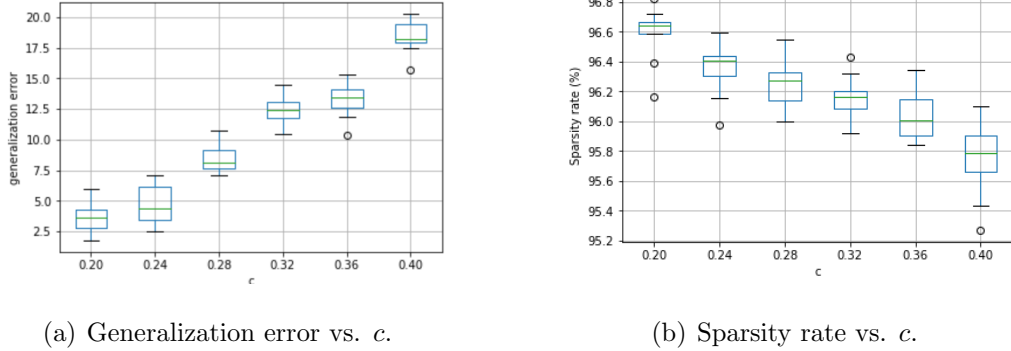 20.0
17.5
15.0
12.5
10.0
7.5
5.0
2.5
generalization error
0.20 0.24 0.28 0.32 0.36 0.40
c
96.8
96.6
96.4
96.2
96.0
95.8
95.6
95.4
95.2
Sparsity rate (%)
0.20 0.24 0.28 0.32 0.36 0.40
c
(a) Generalization error vs. c.
(b) Sparsity rate vs. c.